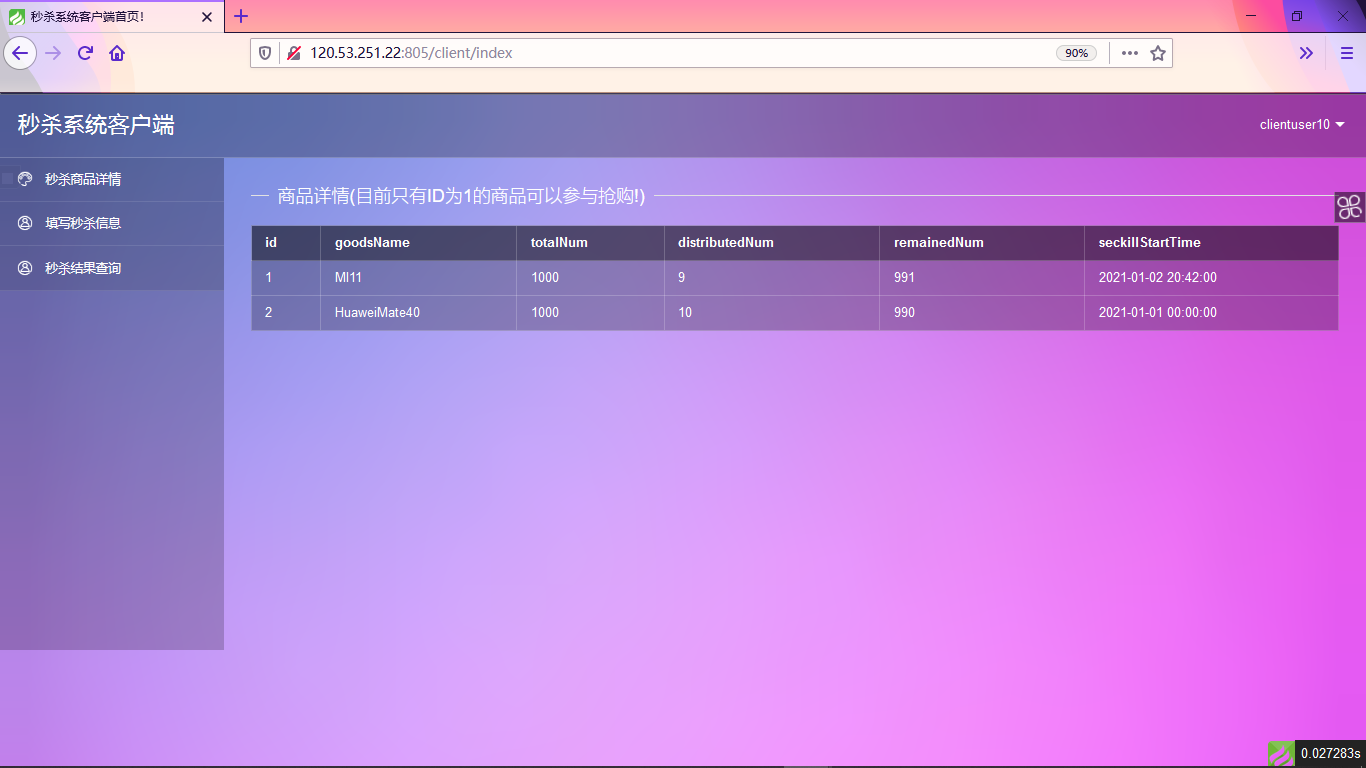 秒杀系统客户端首页!
120.53.251.22:805/client/index
90%
秒杀系统客户端
clientuser10
秒杀商品详情
填写秒杀信息
秒杀结果查询
商品详情(目前只有ID为1的商品可以参与抢购!)
id goodsName totalNum distributedNum remainedNum seckillStartTime
1 MI11 1000 9 991 2021-01-02 20:42:00
2 HuaweiMate40 1000 10 990 2021-01-01 00:00:00
0.027283s